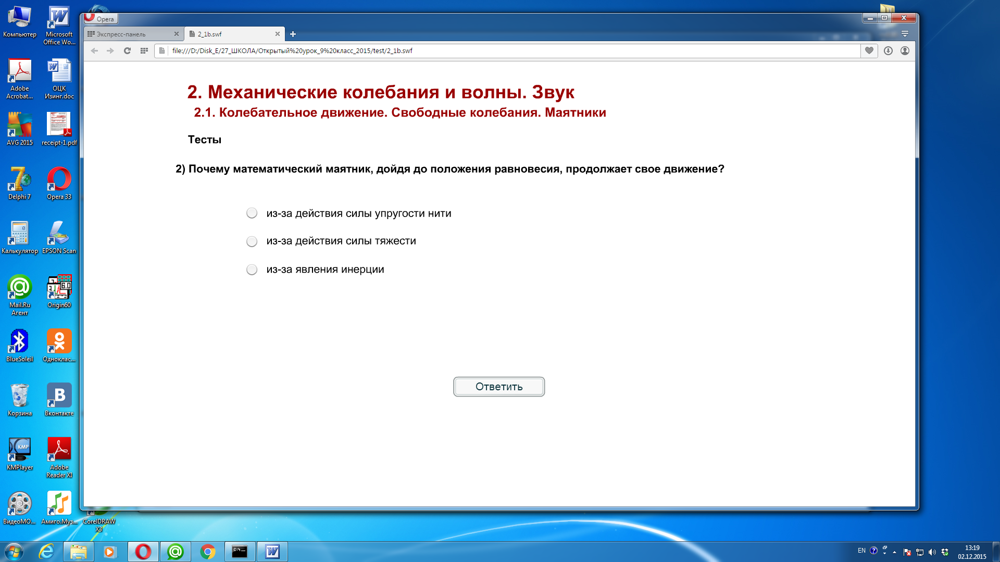 Opera
Экспресс-панель
2_1b.swf
file:///D:/Disk_E/27_ШКОЛА/Открытый%20урок_9%20класс_2015/test/2_1b.swf
2. Механические колебания и волны. Звук
2.1. Колебательное движение. Свободные колебания. Маятники
Тесты
2) Почему математический маятник, дойдя до положения равновесия, продолжает свое движение?
из-за действия силы упругости нити
из-за действия силы тяжести
из-за явления инерции
Ответить
Компьютер
Microsoft
Office Wo...
Adobe
Acrobat...
ОЦК
Изинг.doc
AVG 2015
receipt-1.pdf
Delphi 7
Opera 33
Калькулятор
EPSON Scan
Mail.Ru
Агент
Origin60
BlueSoleil
Одноклас...
Корзина
Вконтакте
KMPlayer
Adobe
Reader XI
ВидеоМО...
Амиго.Муз...
CorelDRAW
X3
EN
13:19
02.12.2015